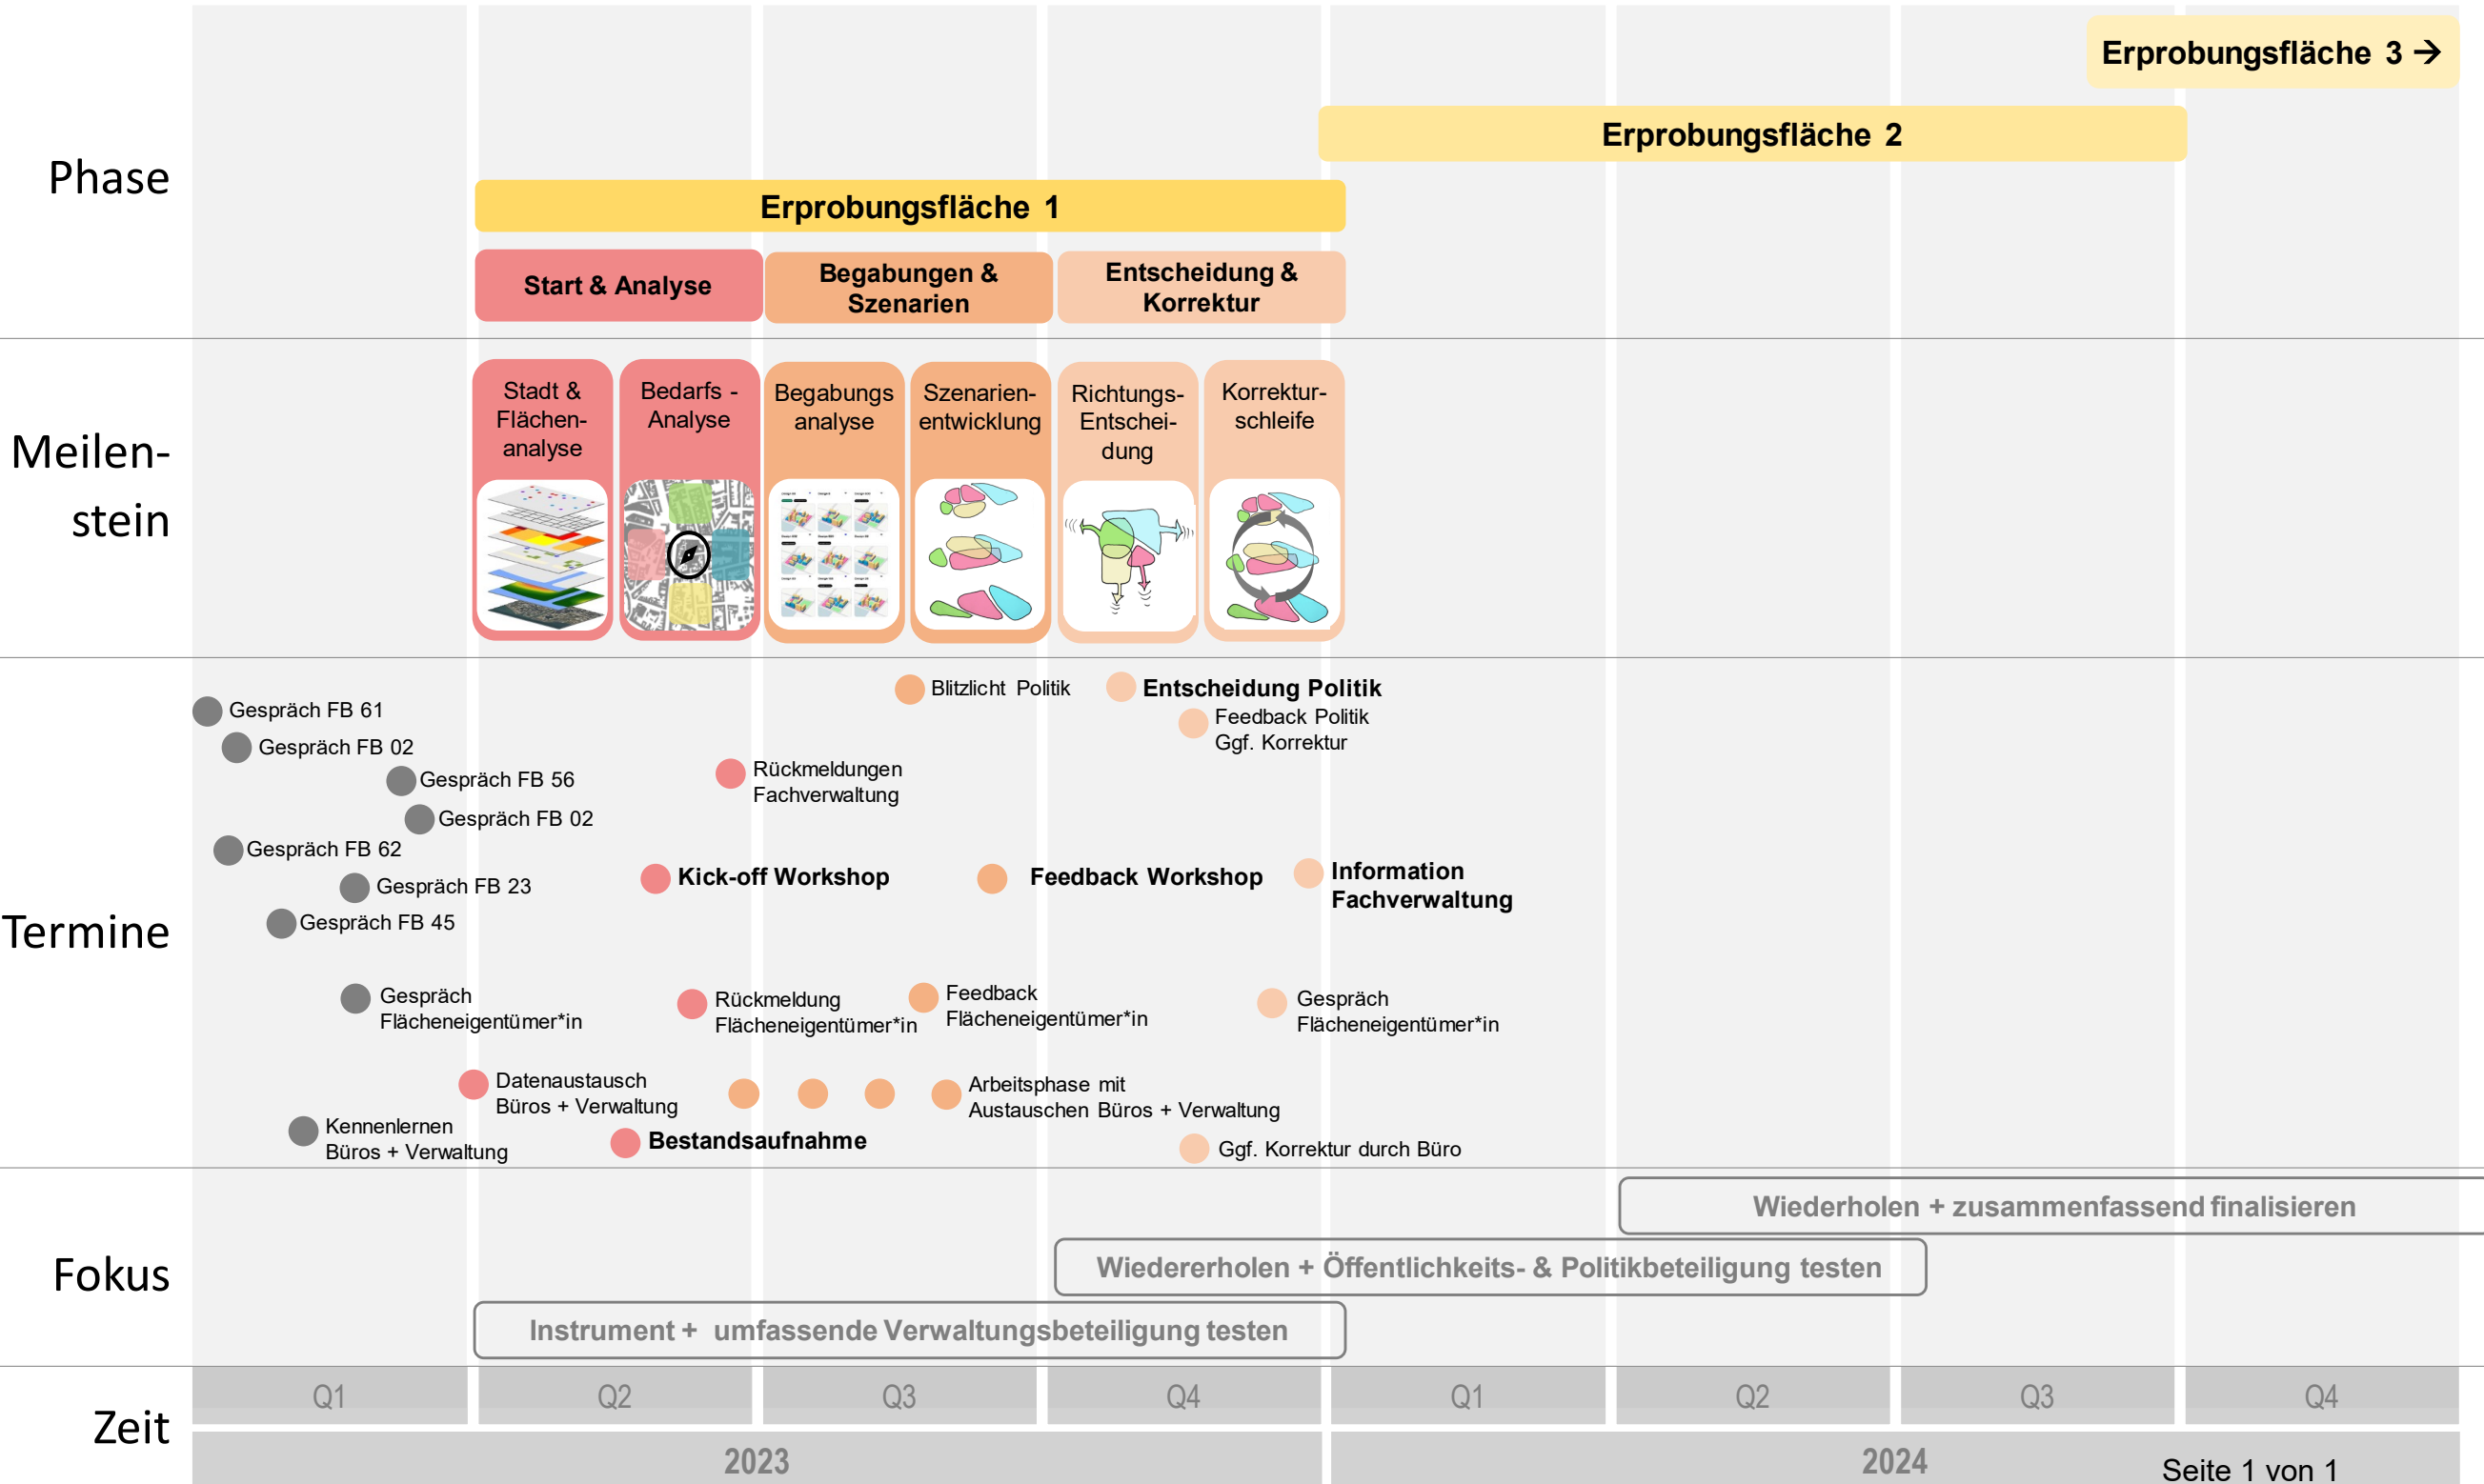 Phase
Erprobungsfläche 3 →
Erprobungsfläche 2
Erprobungsfläche 1
Start & Analyse
Begabungen &
Szenarien
Entscheidung &
Korrektur
Meilen-
stein
Stadt &
Flächen-
analyse
Bedarfs -
Analyse
Begabungs
analyse
Szenarien-
entwicklung
Richtungs-
Entschei-
dung
Korrektur-
schleife
Termine
Blitzlicht Politik
Entscheidung Politik
Feedback Politik
Ggf. Korrektur
Gespräch FB 61
Gespräch FB 02
Gespräch FB 56
Gespräch FB 02
Rückmeldungen
Fachverwaltung
Gespräch FB 62
Gespräch FB 23
Gespräch FB 45
Kick-off Workshop
Feedback Workshop
Information
Fachverwaltung
Gespräch
Flächeneigentümer*in
Rückmeldung
Flächeneigentümer*in
Feedback
Flächeneigentümer*in
Gespräch
Flächeneigentümer*in
Datenaustausch
Büros + Verwaltung
Arbeitsphase mit
Austauschen Büros + Verwaltung
Kennenlernen
Büros + Verwaltung
Bestandsaufnahme
Ggf. Korrektur durch Büro
Fokus
Wiederholen + zusammenfassend finalisieren
Wiedererholen + Öffentlichkeits- & Politikbeteiligung testen
Instrument + umfassende Verwaltungsbeteiligung testen
Zeit
Q1 Q2 Q3 Q4 Q1 Q2 Q3 Q4
2023 2024
Seite 1 von 1